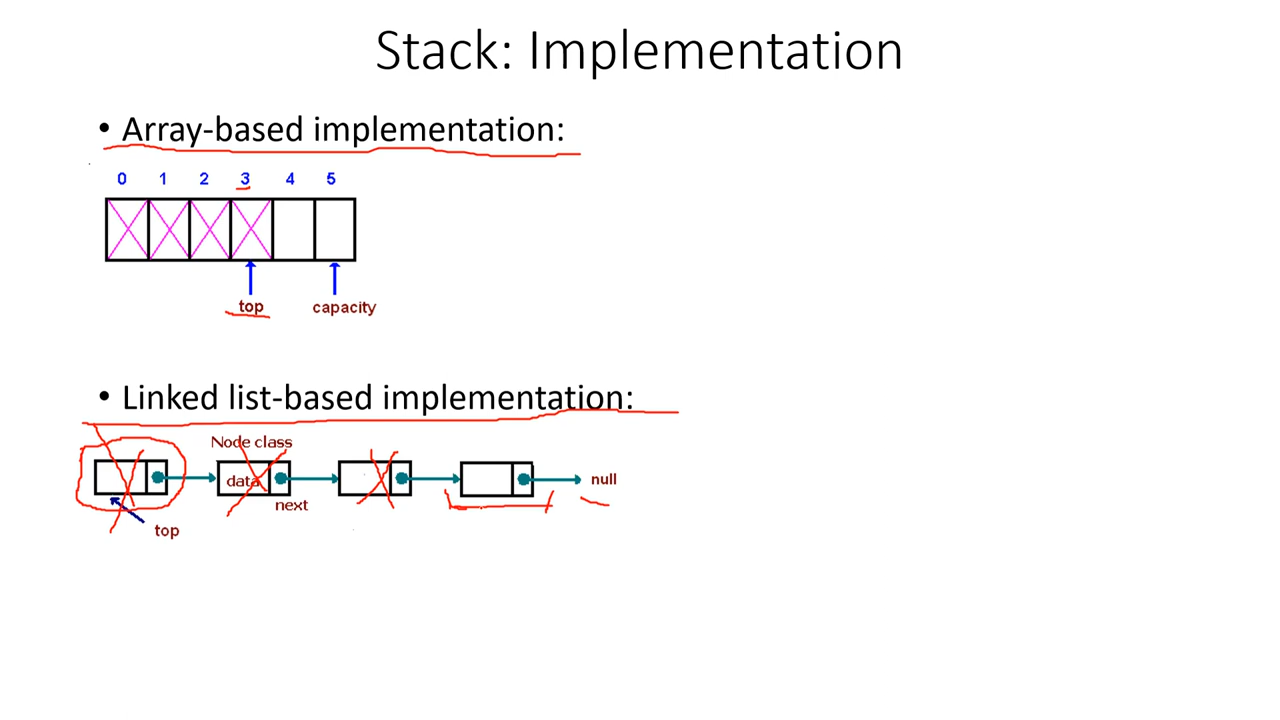 Stack: Implementation
• Array-based implementation:
0 1 2 3 4 5
top capacity
• Linked list-based implementation:
Node class
data null
next
top